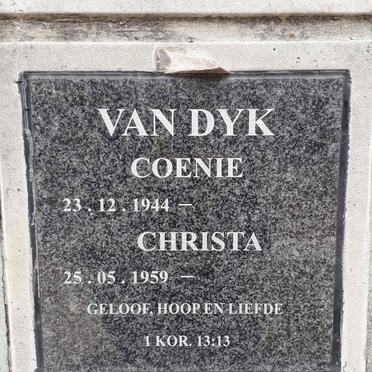 VAN DYK
COENIE
23 . 12 . 1944 —
CHRISTA
25 . 05 . 1959 —
GELOOF, HOOP EN LIEFDE
1 KOR. 13:13